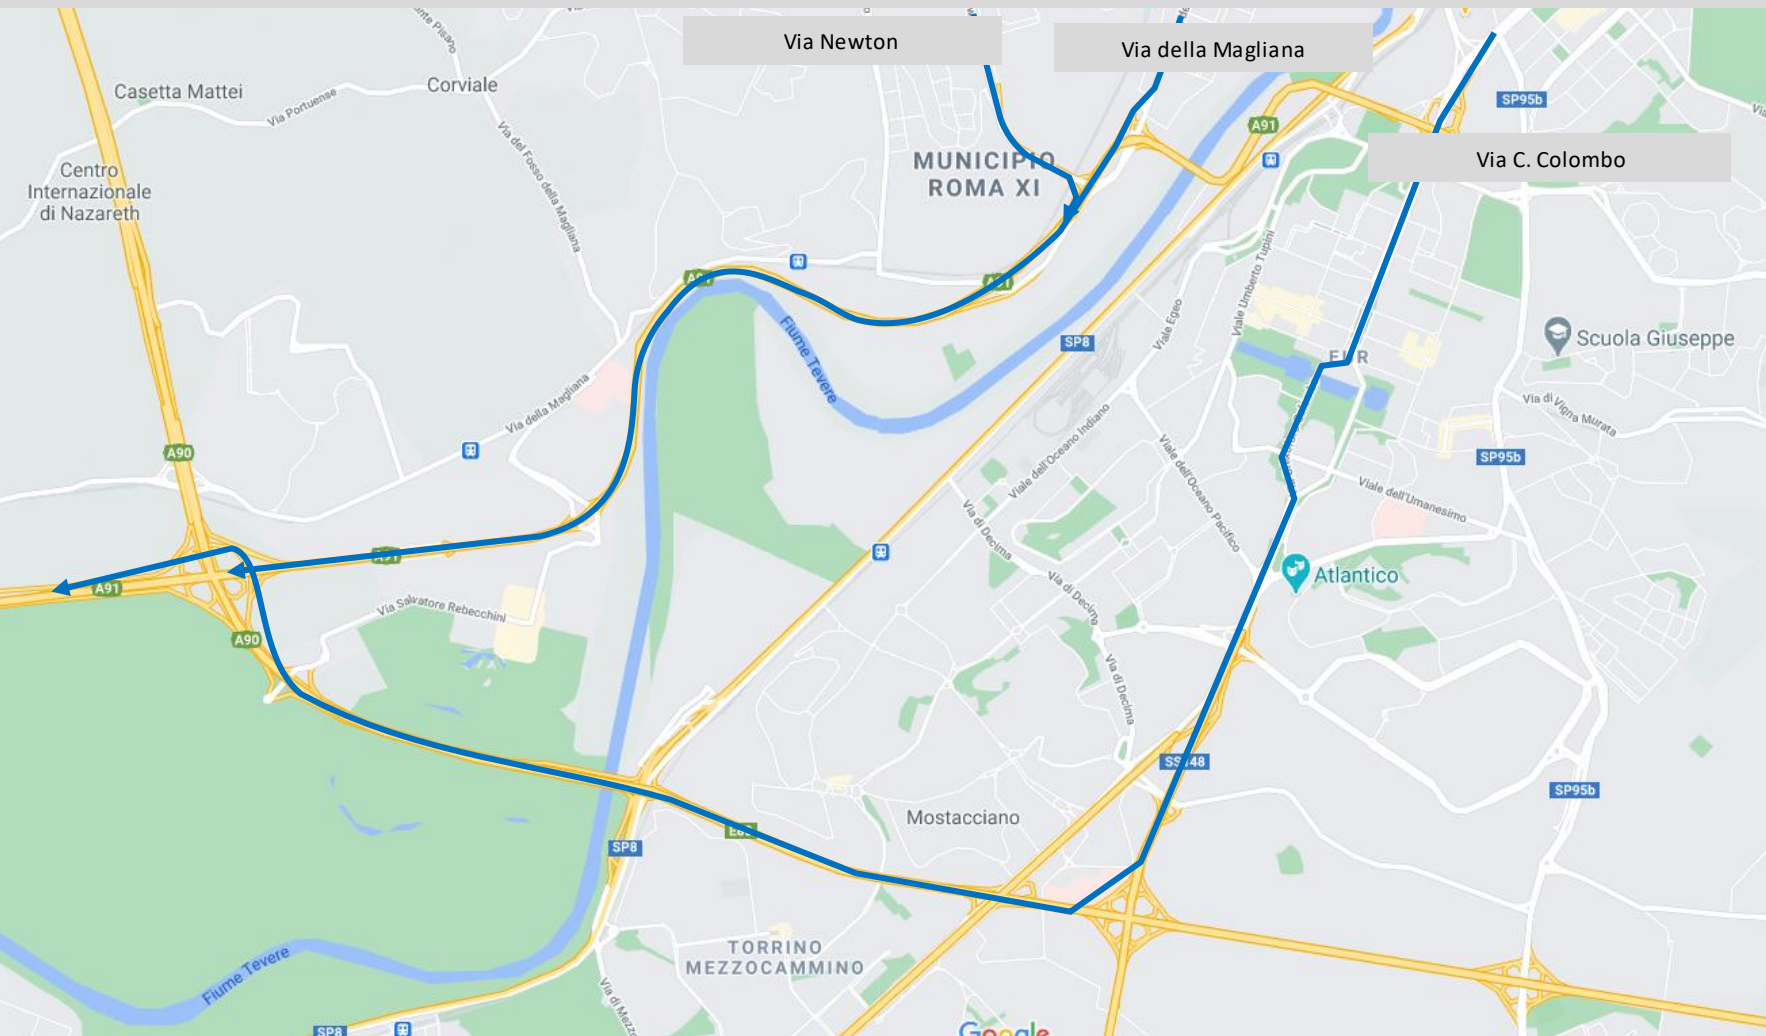 Via Newton
Via della Magliana
Via C. Colombo
Casetta Mattei
Corviale
Via Portuense
Via del Fosso della Magliana
Centro
Internazionale
di Nazareth
MUNICIPIO
ROMA XI
SP95b
A91
A91
Viale Umberto Tupini
Viale Egeo
SP8
Fiume Tevere
EUR
Scuola Giuseppe
Via della Magliana
Via di Vigna Murata
A90
SP95b
Viale dell'Oceano Indiano
Viale dell'Oceano Pacifico
Viale dell'Umanesimo
Via di Decima
A91
A91
Atlantico
Via Salvatore Rebecchini
Via di Decima
A90
Via di Decima
SS148
SP95b
Mostacciano
SP8
TORRINO
MEZZOCAMMINO
Fiume Tevere
SP8
Google